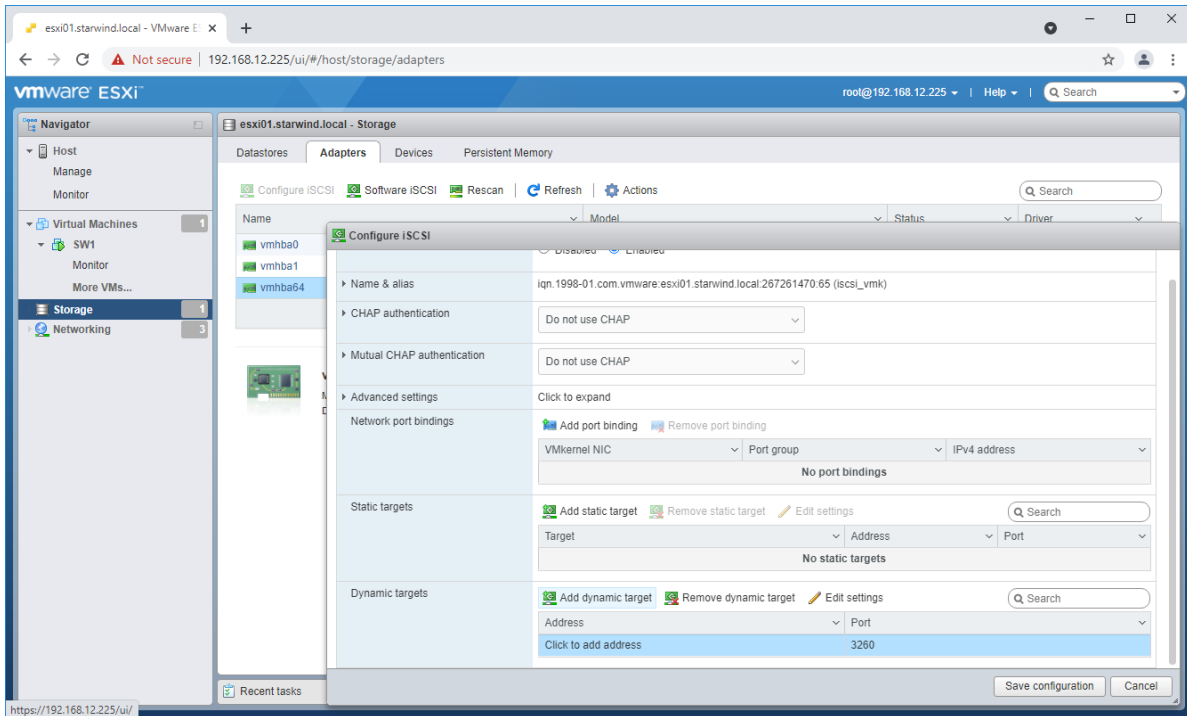 esxi01.starwind.local - VMware E
Not secure | 192.168.12.225/ui/#/host/storage/adapters
vmware ESXi™
root@192.168.12.225 | Help | Search
Navigator
Host
Manage
Monitor
Virtual Machines 1
SW1
Monitor
More VMs...
Storage 1
Networking 3
esxi01.starwind.local - Storage
Datastores Adapters Devices Persistent Memory
Configure iSCSI Software iSCSI Rescan | Refresh | Actions Search
Name Model Status Driver
vmhba0
vmhba1
vmhba64
Configure iSCSI
Disabled Enabled
Name & alias iqn.1998-01.com.vmware:esxi01.starwind.local:267261470:65 (iscsi_vmk)
CHAP authentication Do not use CHAP
Mutual CHAP authentication Do not use CHAP
Advanced settings Click to expand
Network port bindings Add port binding Remove port binding
VMkernel NIC Port group IPv4 address
No port bindings
Static targets Add static target Remove static target Edit settings Search
Target Address Port
No static targets
Dynamic targets Add dynamic target Remove dynamic target Edit settings Search
Address Port
Click to add address 3260
Save configuration Cancel
Recent tasks
https://192.168.12.225/ui/